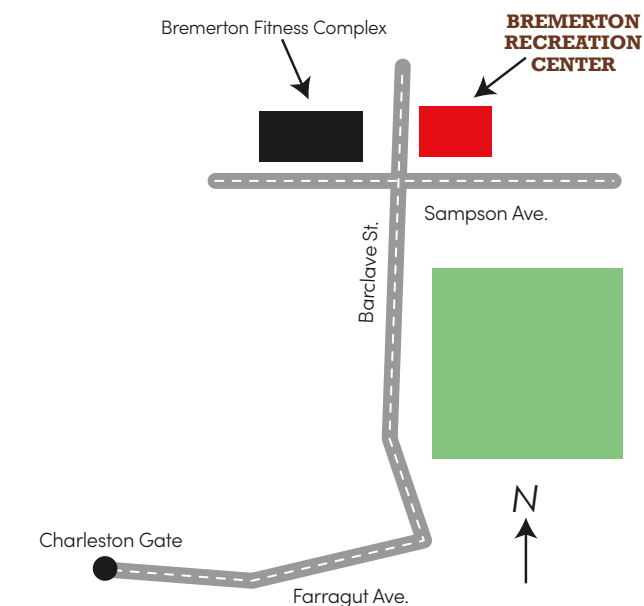 Bremerton Fitness Complex
BREMERTON
RECREATION
CENTER
Sampson Ave.
Barclave St.
N
Charleston Gate
Farragut Ave.